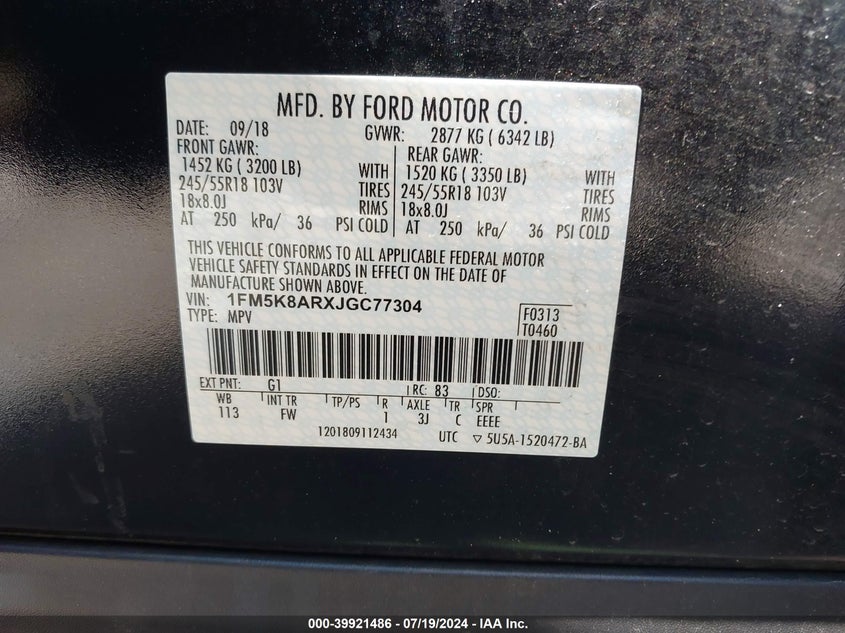 MFD. BY FORD MOTOR CO.
DATE: 09/18 GVWR: 2877 KG ( 6342 LB)
FRONT GAWR: REAR GAWR:
1452 KG ( 3200 LB) WITH 1520 KG ( 3350 LB) WITH
245/55R18 103V TIRES 245/55R18 103V TIRES
18x8.0J RIMS 18x8.0J RIMS
AT 250 kPa/ 36 PSI COLD AT 250 kPa/ 36 PSI COLD
THIS VEHICLE CONFORMS TO ALL APPLICABLE FEDERAL MOTOR
VEHICLE SAFETY STANDARDS IN EFFECT ON THE DATE OF
MANUFACTURE SHOWN ABOVE.
VIN: 1FM5K8ARXJGC77304
TYPE: MPV
F0313
T0460
EXT PNT: G1 RC: 83 DSO:
WB INT TR TP/PS R AXLE TR SPR
113 FW 1 3J C EEEE
1201809112434 UTC ▽ 5U5A-1520472-BA
000-39921486 - 07/19/2024 - IAA Inc.